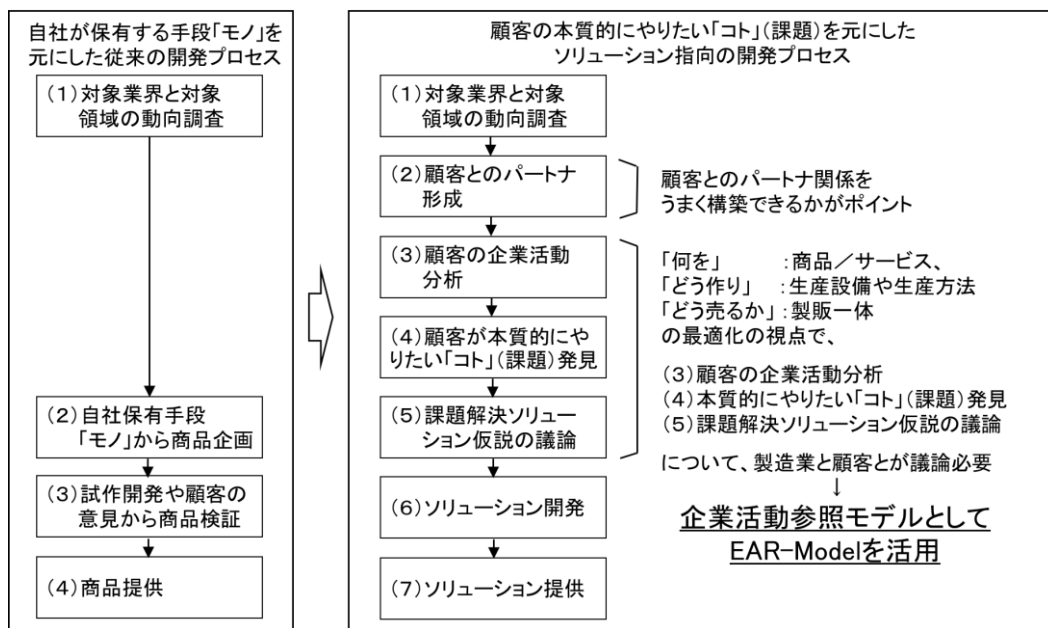 自社が保有する手段「モノ」を
元にした従来の開発プロセス
(1)対象業界と対象
領域の動向調査
(2)自社保有手段
「モノ」から商品企画
(3)試作開発や顧客の
意見から商品検証
(4)商品提供
顧客の本質的にやりたい「コト」(課題)を元にした
ソリューション指向の開発プロセス
(1)対象業界と対象
領域の動向調査
(2)顧客とのパートナ
形成
(3)顧客の企業活動
分析
(4)顧客が本質的にや
りたい「コト」(課題)発見
(5)課題解決ソリュー
ション仮説の議論
(6)ソリューション開発
(7)ソリューション提供
顧客とのパートナ関係を
うまく構築できるかがポイント
「何を」 :商品/サービス、
「どう作り」 :生産設備や生産方法
「どう売るか」:製販一体
の最適化の視点で、
(3)顧客の企業活動分析
(4)本質的にやりたい「コト」(課題)発見
(5)課題解決ソリューション仮説の議論
について、製造業と顧客とが議論必要
↓
企業活動参照モデルとして
EAR-Modelを活用